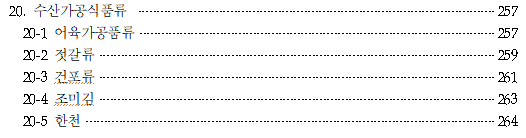 20. 수산가공식품류 ········ 257
20-1 어육가공품류 ········ 257
20-2 젓갈류 ········ 259
20-3 건포류 ········ 261
20-4 조미김 ········ 263
20-5 한천 ········ 264